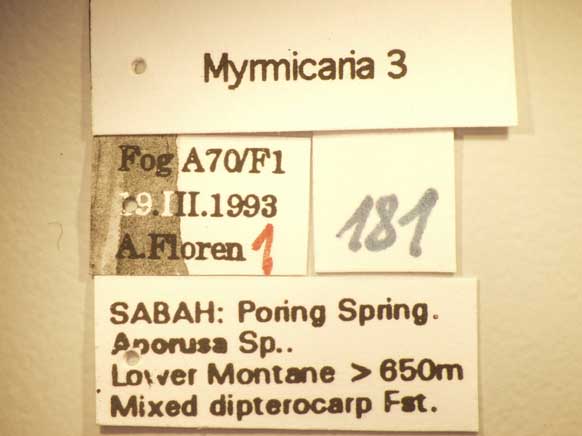 Myrmicaria 3
Fog A70/F1
19.III.1993
A.Floren 1
181
SABAH: Poring Spring.
Aporusa Sp..
Lower Montane > 650m
Mixed dipterocarp Fst.